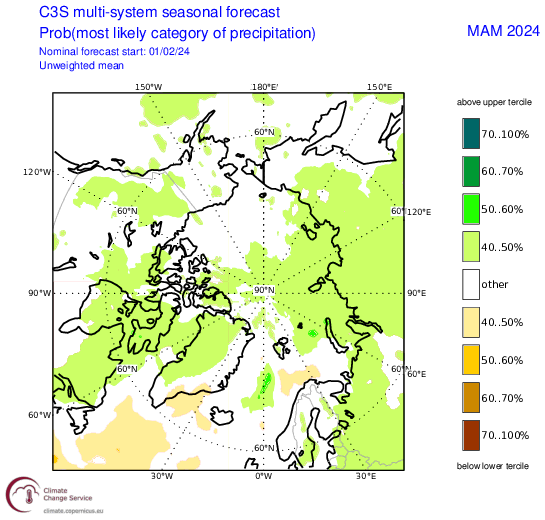 C3S multi-system seasonal forecast
Prob(most likely category of precipitation)
MAM 2024
Nominal forecast start: 01/02/24
Unweighted mean
150°W 180°E 150°E
above upper tercile
60°N
70..100%
60..70%
120°W
60°N 60°N 120°E
50..60%
40..50%
other
90°W 90°N 90°E
40..50%
50..60%
60°N 60°N 60°E
60..70%
60°W
70..100%
60°N
below lower tercile
30°W 0°W 30°E
Climate
Change Service
climate.copernicus.eu